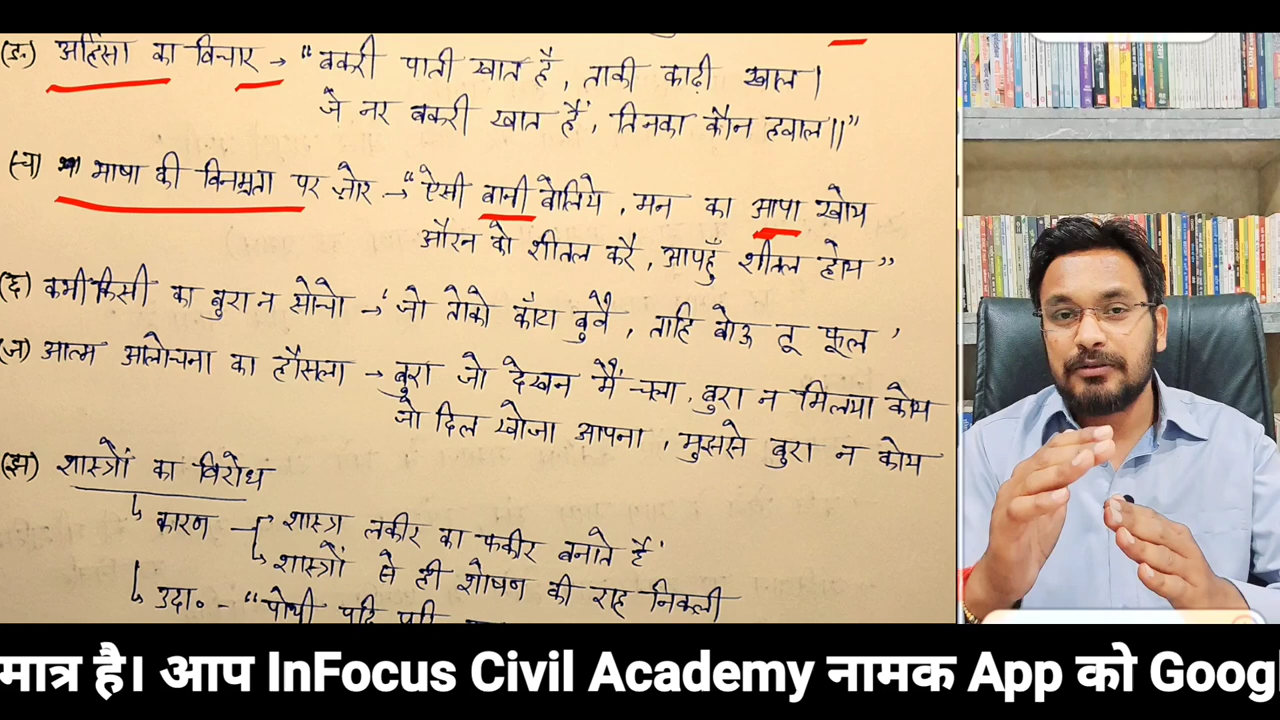 (ङ) अहिंसा का विचार → "बकरी पाती खात है, ताकी काढ़ी खाल।
जे नर बकरी खात हैं, तिनका कौन हवाल॥"
(च) भाषा की विनम्रता पर ज़ोर → "ऐसी बानी बोलिये, मन का आपा खोय
औरन को शीतल करै, आपहुँ शीतल होय"
(छ) कभी किसी का बुरा न सोचो → 'जो तोको काँटा बुवै, ताहि बोऊ तू फूल'
(ज) आत्म आलोचना का हौसला → बुरा जो देखन मैं चला, बुरा न मिलया कोय
जो दिल खोजा आपना, मुझसे बुरा न कोय
(झ) शास्त्रों का विरोध
कारण → शास्त्र लकीर का फकीर बनाते हैं
→ शास्त्रों से ही शोषण की राह निकली
उदा॰ - "पोथी पढ़ि पढ़ि
मात्र है। आप InFocus Civil Academy नामक App को Googl